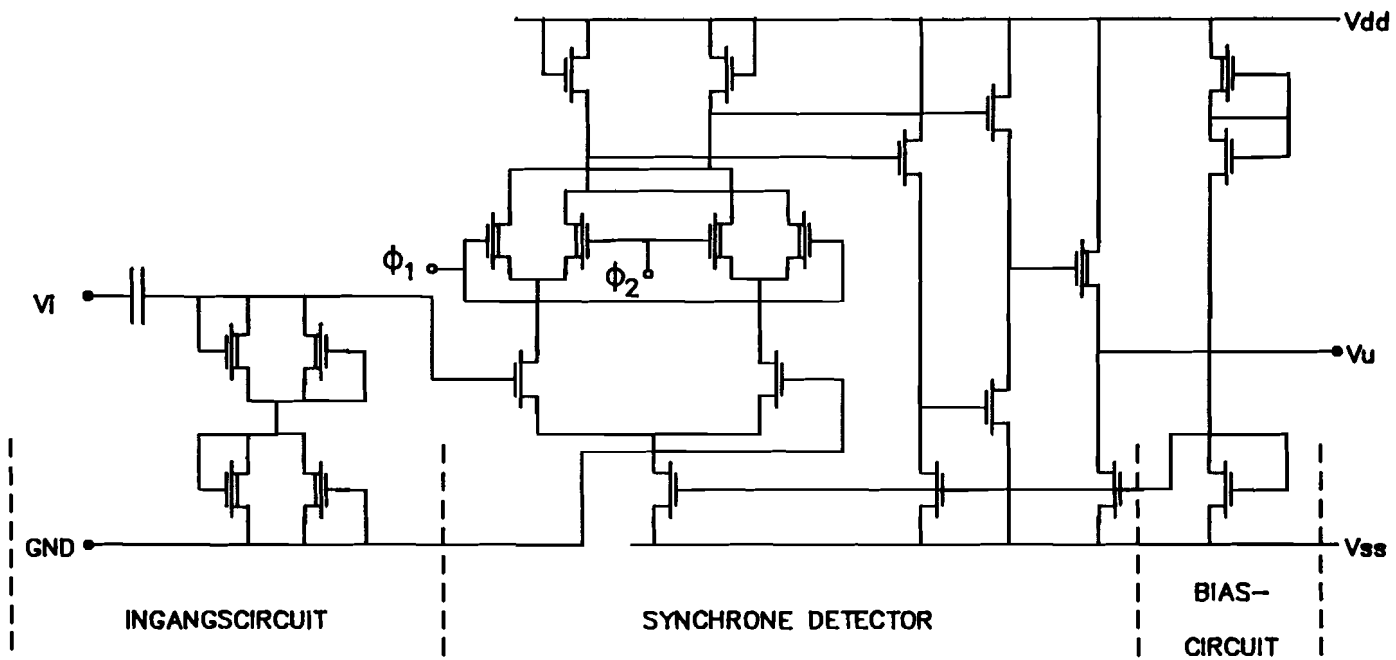 Vdd
ϕ1
ϕ2
Vi
Vu
GND
Vss
INGANGSCIRCUIT
SYNCHRONE DETECTOR
BIAS-
CIRCUIT